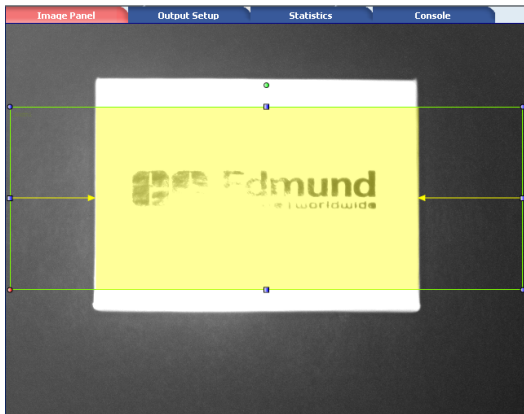 Image Panel
Output Setup
Statistics
Console
Edmund
worldwide